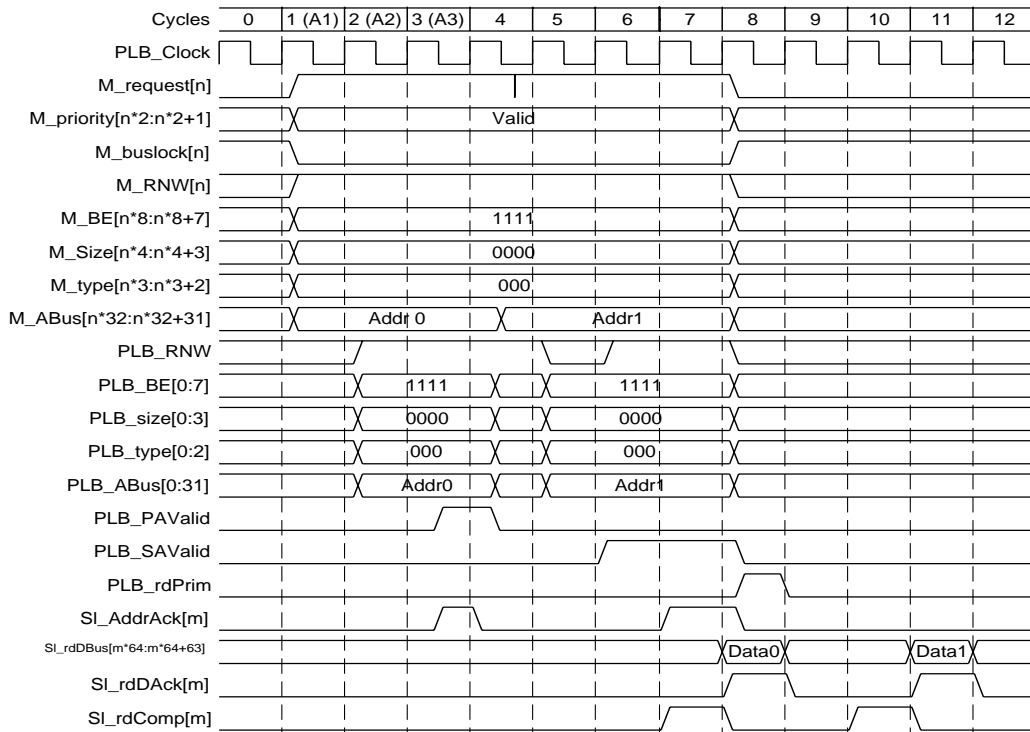 Cycles 0 1 (A1) 2 (A2) 3 (A3) 4 5 6 7 8 9 10 11 12
PLB_Clock
M_request[n]
M_priority[n*2:n*2+1] Valid
M_buslock[n]
M_RNW[n]
M_BE[n*8:n*8+7] 1111
M_Size[n*4:n*4+3] 0000
M_type[n*3:n*3+2] 000
M_ABus[n*32:n*32+31] Addr 0 Addr1
PLB_RNW
PLB_BE[0:7] 1111 1111
PLB_size[0:3] 0000 0000
PLB_type[0:2] 000 000
PLB_ABus[0:31] Addr0 Addr1
PLB_PAValid
PLB_SAValid
PLB_rdPrim
Sl_AddrAck[m]
Sl_rdDBus[m*64:m*64+63] Data0 Data1
Sl_rdDAck[m]
Sl_rdComp[m]